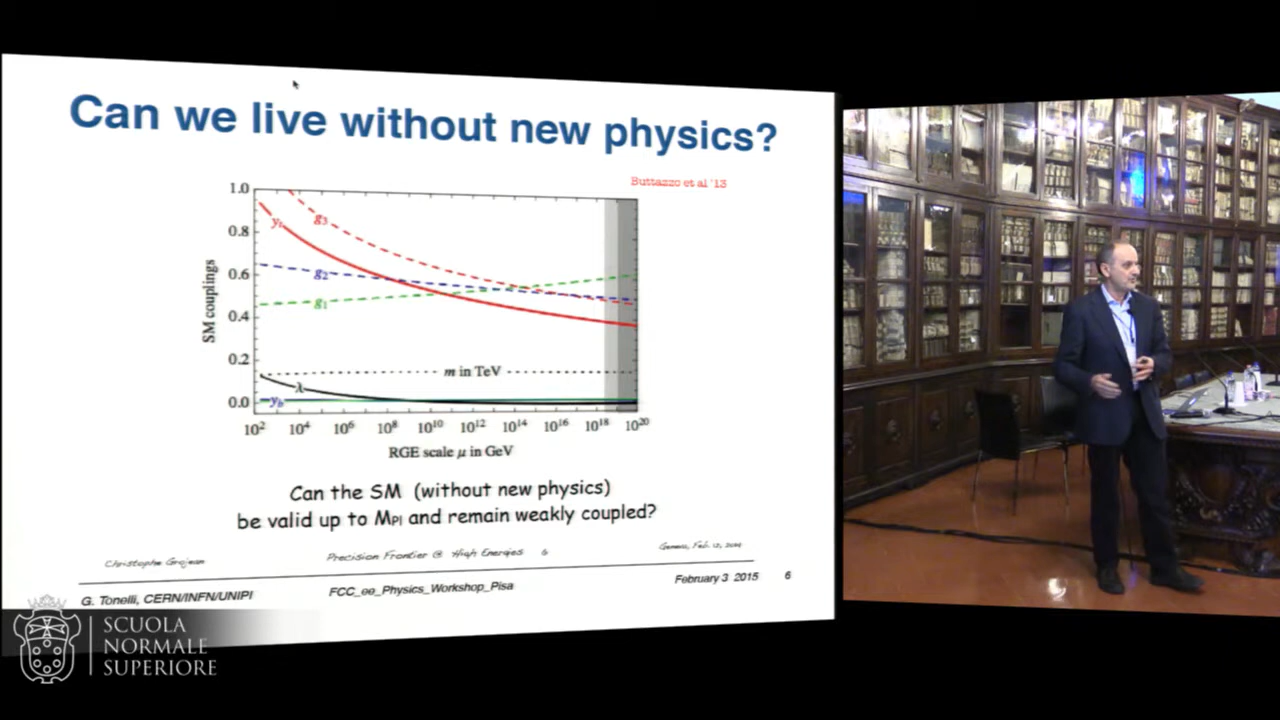 Can we live without new physics?
Buttazzo et al '13
1.0
0.8
0.6
0.4
0.2
0.0
SM couplings
yt
g3
g2
g1
m in TeV
λ
yb
10² 10⁴ 10⁶ 10⁸ 10¹⁰ 10¹² 10¹⁴ 10¹⁶ 10¹⁸ 10²⁰
RGE scale μ in GeV
Can the SM (without new physics)
be valid up to MPl and remain weakly coupled?
Christophe Grojean
Precision Frontier @ High Energies 6
Geneva, Feb. 13, 2014
G. Tonelli, CERN/INFN/UNIPI
FCC_ee_Physics_Workshop_Pisa
February 3 2015 6
SCUOLA
NORMALE
SUPERIORE